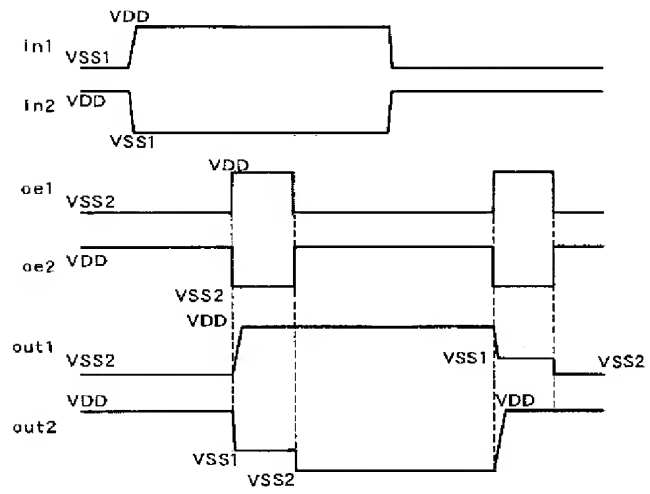 VDD
in1
VSS1
in2 VDD
VSS1
VDD
oe1 VSS2
VDD
oe2
VSS2
VDD
out1 VSS2
VSS1
VSS2
VDD
VDD
out2
VSS1
VSS2